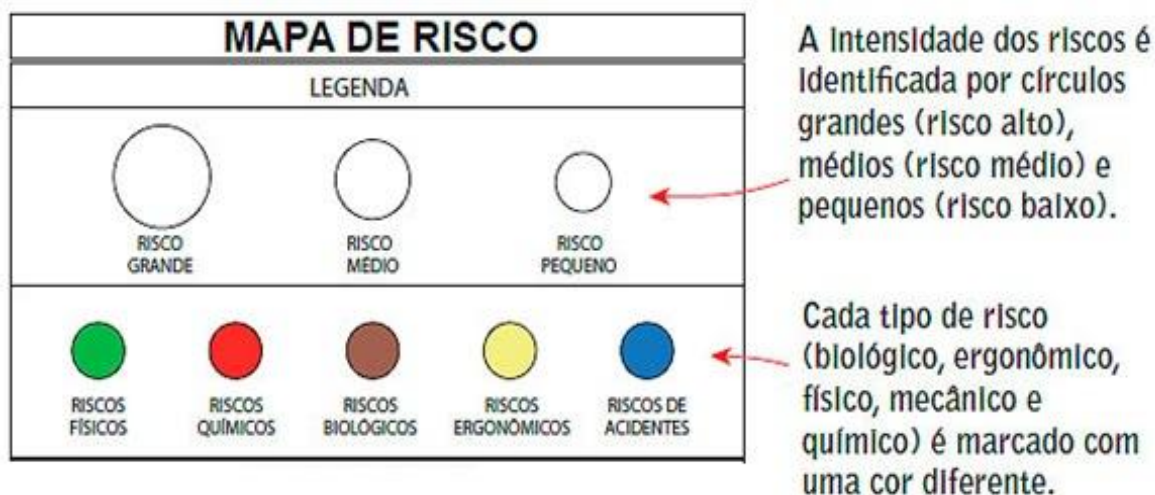 MAPA DE RISCO
LEGENDA
RISCO
GRANDE
RISCO
MÉDIO
RISCO
PEQUENO
RISCOS
FÍSICOS
RISCOS
QUÍMICOS
RISCOS
BIOLÓGICOS
RISCOS
ERGONÔMICOS
RISCOS DE
ACIDENTES
A intensidade dos riscos é
identificada por círculos
grandes (risco alto),
médios (risco médio) e
pequenos (risco baixo).
Cada tipo de risco
(biológico, ergonômico,
físico, mecânico e
químico) é marcado com
uma cor diferente.